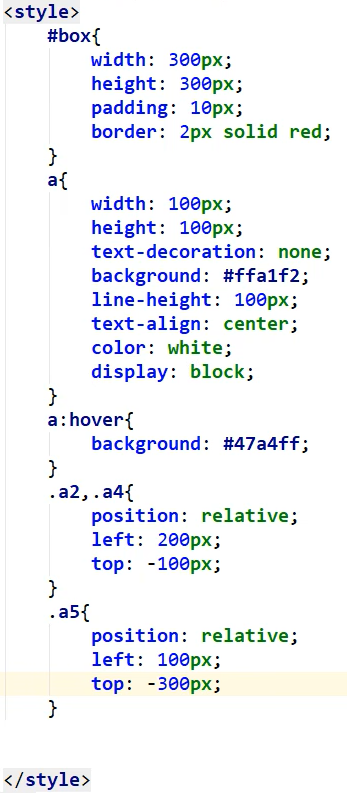 <style>
#box{
width: 300px;
height: 300px;
padding: 10px;
border: 2px solid red;
}
a{
width: 100px;
height: 100px;
text-decoration: none;
background: #ffa1f2;
line-height: 100px;
text-align: center;
color: white;
display: block;
}
a:hover{
background: #47a4ff;
}
.a2,.a4{
position: relative;
left: 200px;
top: -100px;
}
.a5{
position: relative;
left: 100px;
top: -300px;
}
</style>